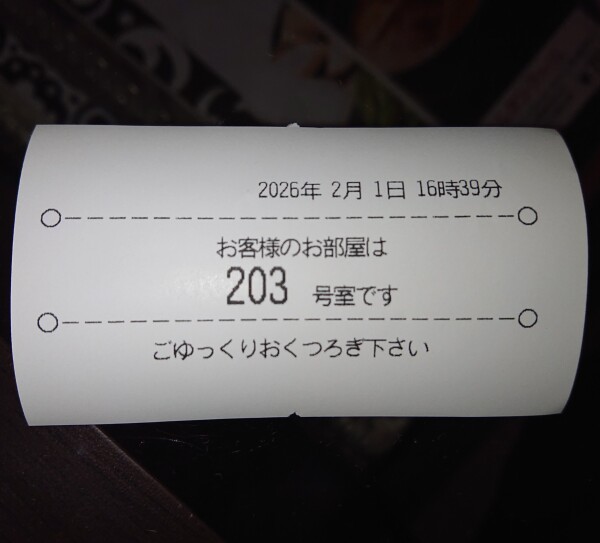 2026年 2月 1日 16時39分
お客様のお部屋は
203 号室です
ごゆっくりおくつろぎ下さい